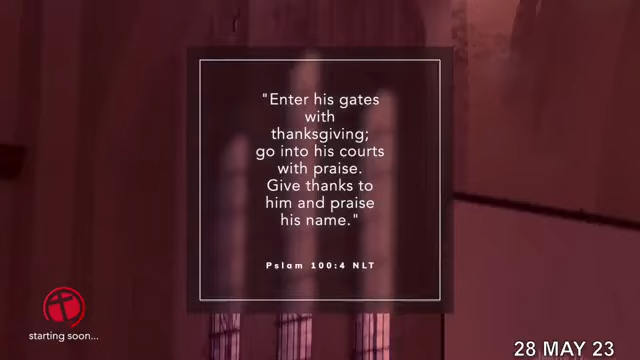 "Enter his gates
with
thanksgiving;
go into his courts
with praise.
Give thanks to
him and praise
his name."
Pslam 100:4 NLT
starting soon...
28 MAY 23